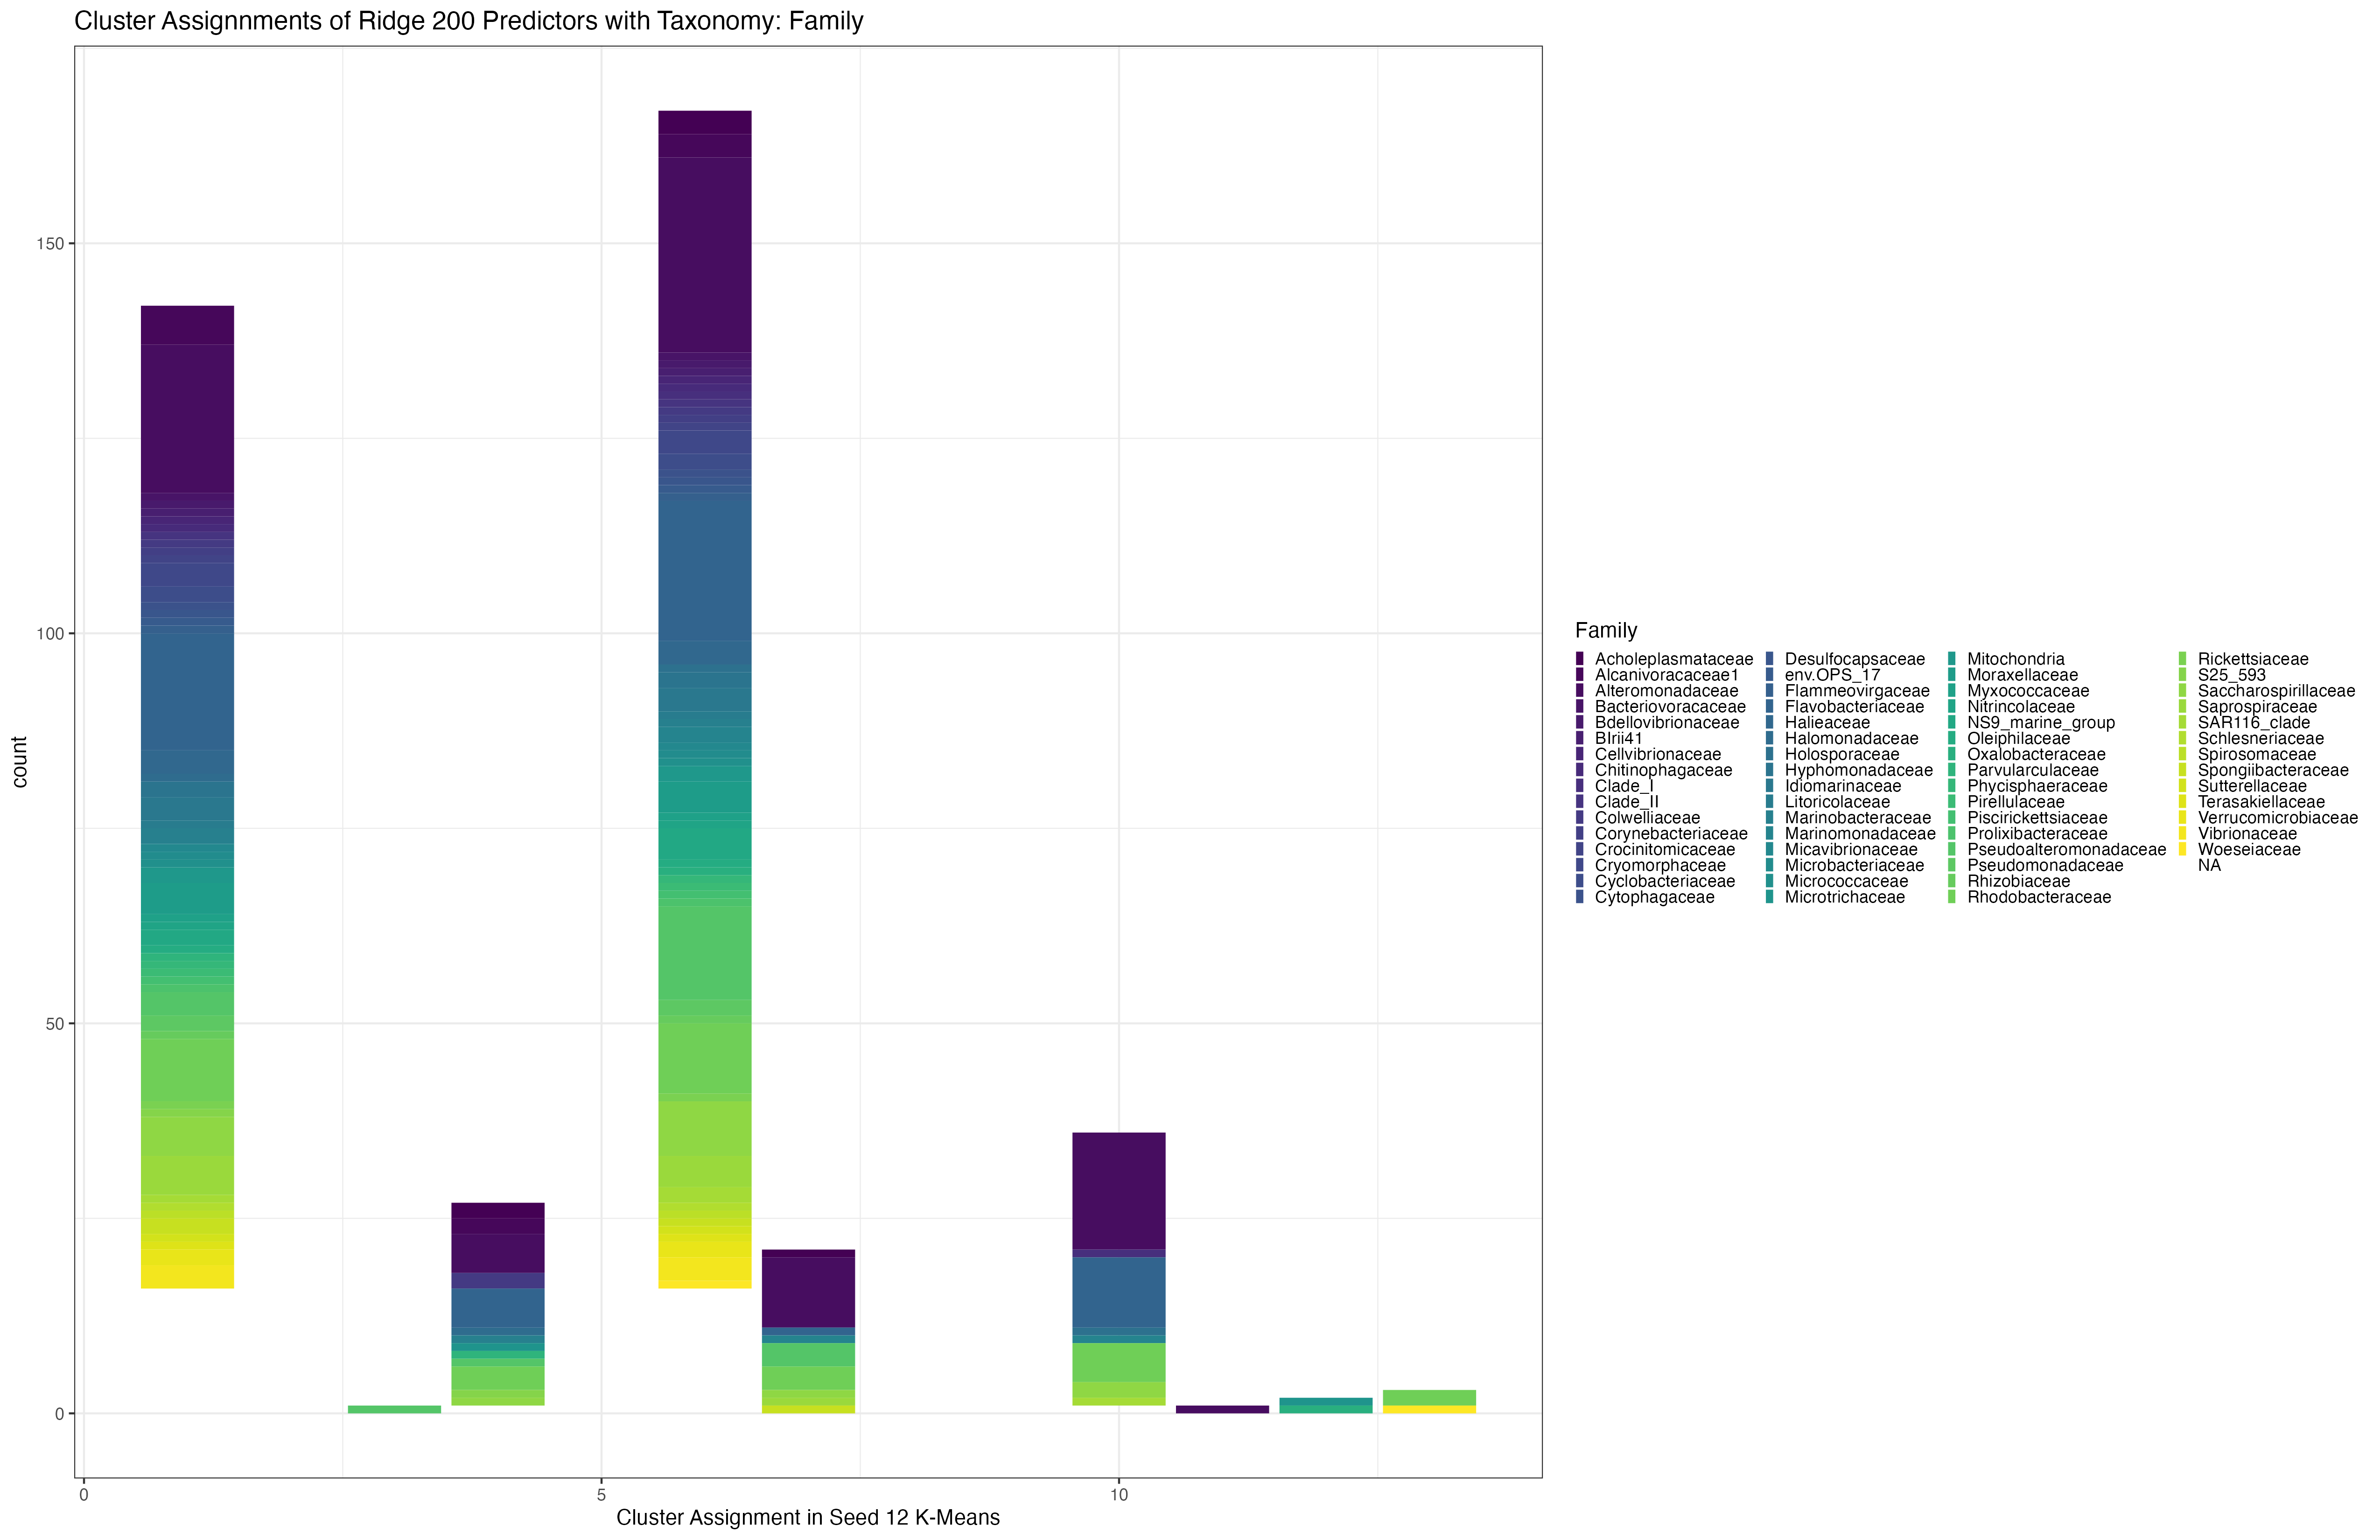 Cluster Assignnments of Ridge 200 Predictors with Taxonomy: Family
150
100
50
0
count
0
5
10
Cluster Assignment in Seed 12 K-Means
Family
Acholeplasmataceae
Alcanivoracaceae1
Alteromonadaceae
Bacteriovoracaceae
Bdellovibrionaceae
BIrii41
Cellvibrionaceae
Chitinophagaceae
Clade_I
Clade_II
Colwelliaceae
Corynebacteriaceae
Crocinitomicaceae
Cryomorphaceae
Cyclobacteriaceae
Cytophagaceae
Desulfocapsaceae
env.OPS_17
Flammeovirgaceae
Flavobacteriaceae
Halieaceae
Halomonadaceae
Holosporaceae
Hyphomonadaceae
Idiomarinaceae
Litoricolaceae
Marinobacteraceae
Marinomonadaceae
Micavibrionaceae
Microbacteriaceae
Micrococcaceae
Microtrichaceae
Mitochondria
Moraxellaceae
Myxococcaceae
Nitrincolaceae
NS9_marine_group
Oleiphilaceae
Oxalobacteraceae
Parvularculaceae
Phycisphaeraceae
Pirellulaceae
Piscirickettsiaceae
Prolixibacteraceae
Pseudoalteromonadaceae
Pseudomonadaceae
Rhizobiaceae
Rhodobacteraceae
Rickettsiaceae
S25_593
Saccharospirillaceae
Saprospiraceae
SAR116_clade
Schlesneriaceae
Spirosomaceae
Spongiibacteraceae
Sutterellaceae
Terasakiellaceae
Verrucomicrobiaceae
Vibrionaceae
Woeseiaceae
NA